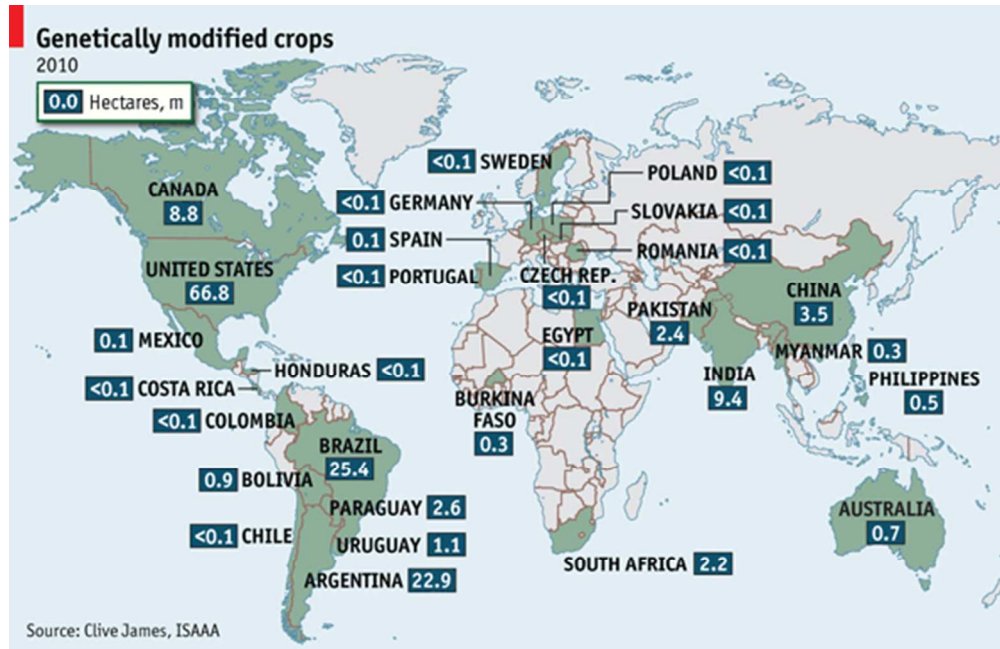 Genetically modified crops
2010
0.0 Hectares, m
<0.1 SWEDEN
POLAND <0.1
CANADA
8.8
<0.1 GERMANY
SLOVAKIA <0.1
0.1 SPAIN
ROMANIA <0.1
UNITED STATES
66.8
<0.1 PORTUGAL
CZECH REP.
<0.1
CHINA
3.5
PAKISTAN
2.4
0.1 MEXICO
EGYPT
<0.1
MYANMAR 0.3
HONDURAS <0.1
INDIA
9.4
PHILIPPINES
0.5
<0.1 COSTA RICA
BURKINA
FASO
0.3
<0.1 COLOMBIA
BRAZIL
25.4
0.9 BOLIVIA
PARAGUAY 2.6
AUSTRALIA
0.7
<0.1 CHILE
URUGUAY 1.1
SOUTH AFRICA 2.2
ARGENTINA 22.9
Source: Clive James, ISAAA